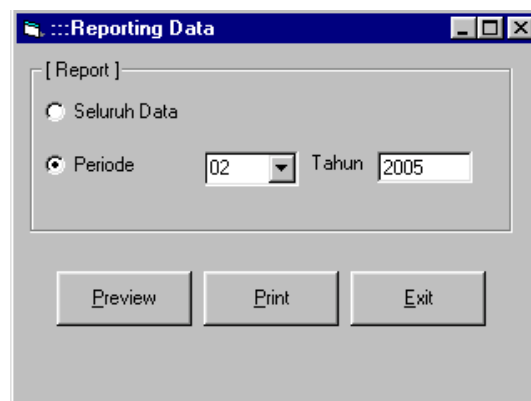 :::Reporting Data
[ Report ]
Seluruh Data
Periode 02 Tahun 2005
Preview Print Exit